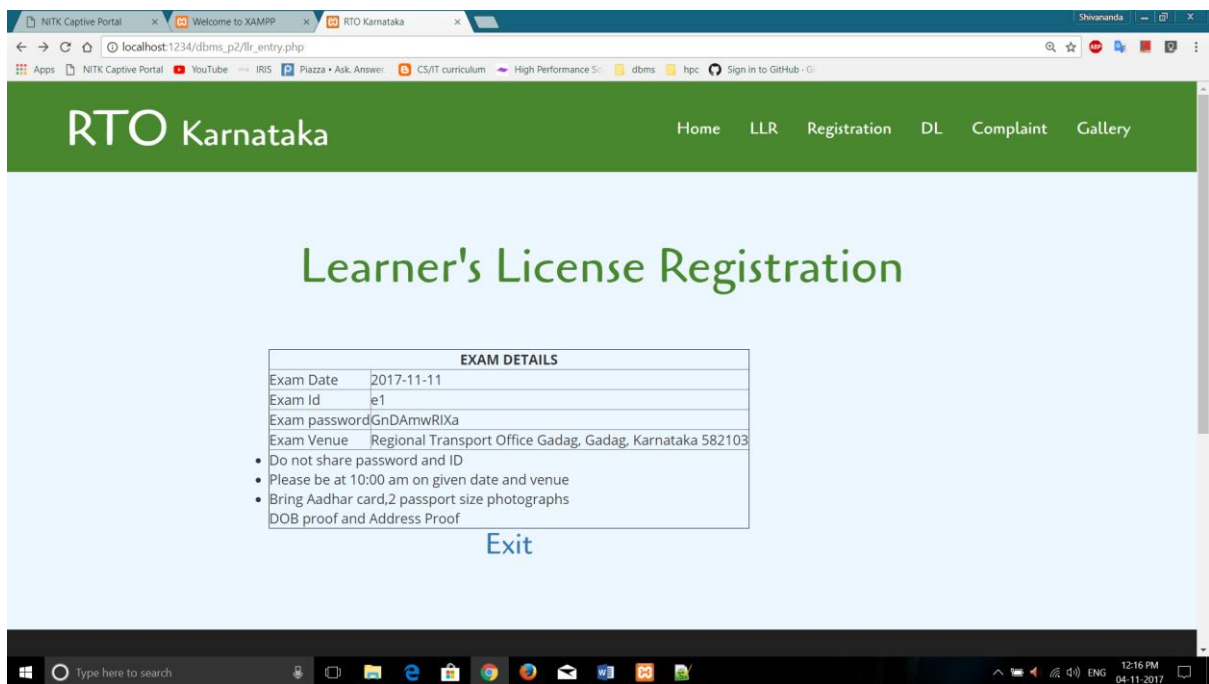 NITK Captive Portal Welcome to XAMPP RTO Karnataka Shivananda
localhost:1234/dbms_p2/llr_entry.php
Apps NITK Captive Portal YouTube IRIS Piazza • Ask. Answer. CS/IT curriculum High Performance Sc dbms hpc Sign in to GitHub · G
RTO Karnataka
Home LLR Registration DL Complaint Gallery
Learner's License Registration
EXAM DETAILS
Exam Date 2017-11-11
Exam Id e1
Exam password GnDAmwRIXa
Exam Venue Regional Transport Office Gadag, Gadag, Karnataka 582103
• Do not share password and ID
• Please be at 10:00 am on given date and venue
• Bring Aadhar card,2 passport size photographs
DOB proof and Address Proof
Exit
Type here to search
ENG 12:16 PM
04-11-2017